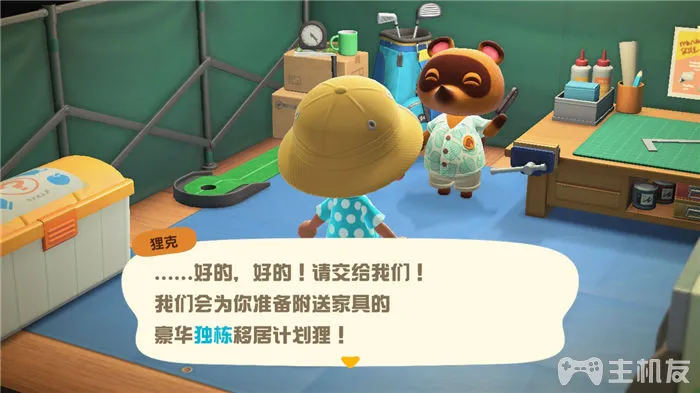 狸克
……好的，好的！请交给我们！
我们会为你准备附送家具的
豪华独栋移居计划狸！
主机友